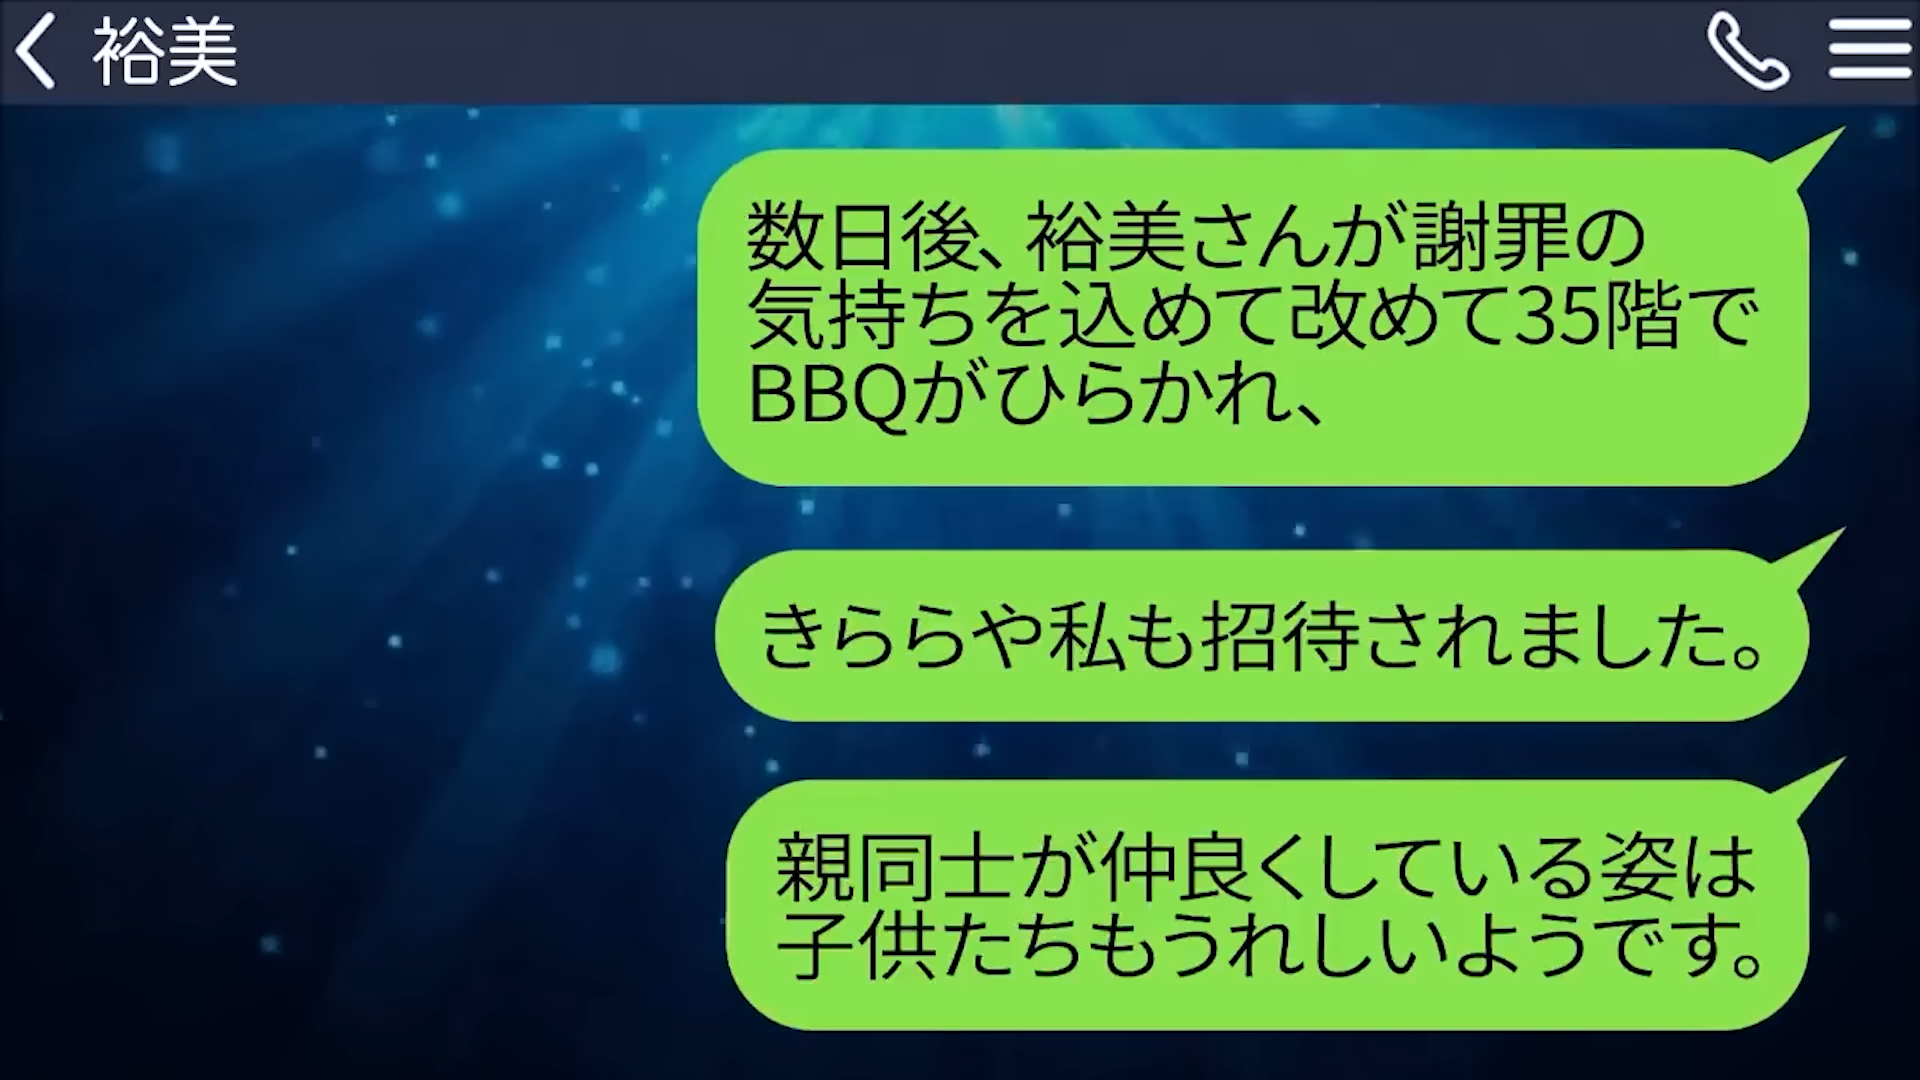 裕美
数日後、裕美さんが謝罪の
気持ちを込めて改めて35階で
BBQがひらかれ、
きららや私も招待されました。
親同士が仲良くしている姿は
子供たちもうれしいようです。